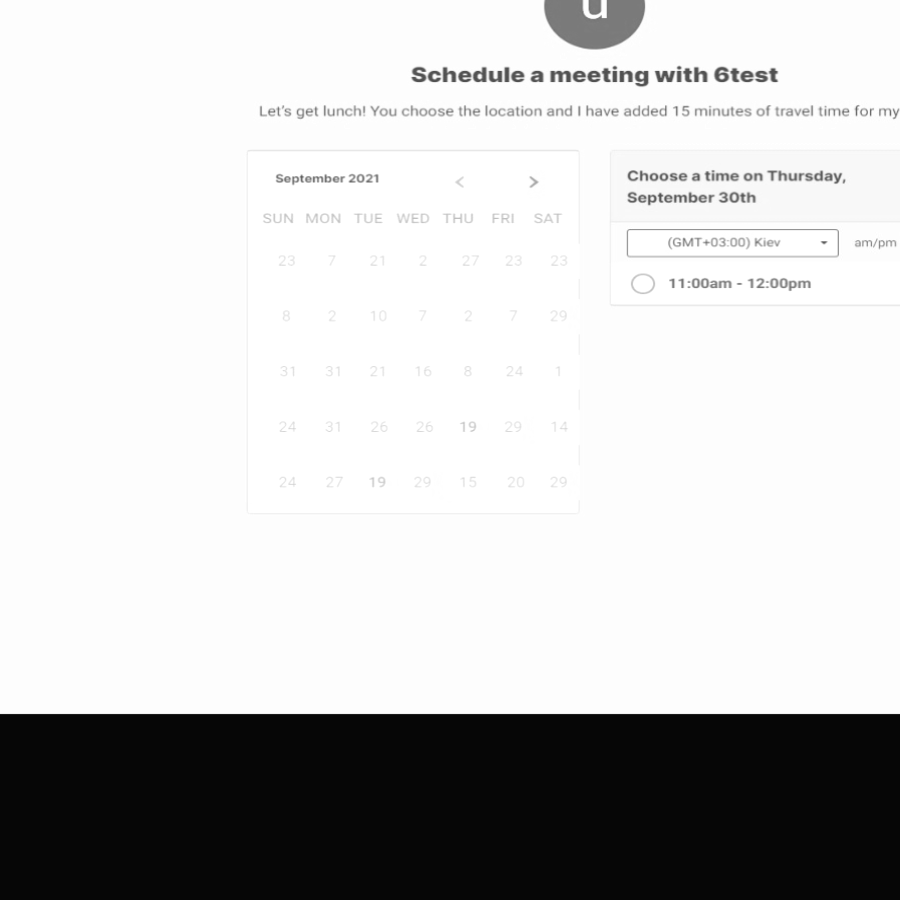 u
Schedule a meeting with 6test
Let's get lunch! You choose the location and I have added 15 minutes of travel time for my
September 2021 < >
SUN MON TUE WED THU FRI SAT
23 7 21 2 27 23 23
8 2 10 7 2 7 29
31 31 21 16 8 24 1
24 31 26 26 19 29 14
24 27 19 29 15 20 29
Choose a time on Thursday,
September 30th
(GMT+03:00) Kiev am/pm
11:00am - 12:00pm